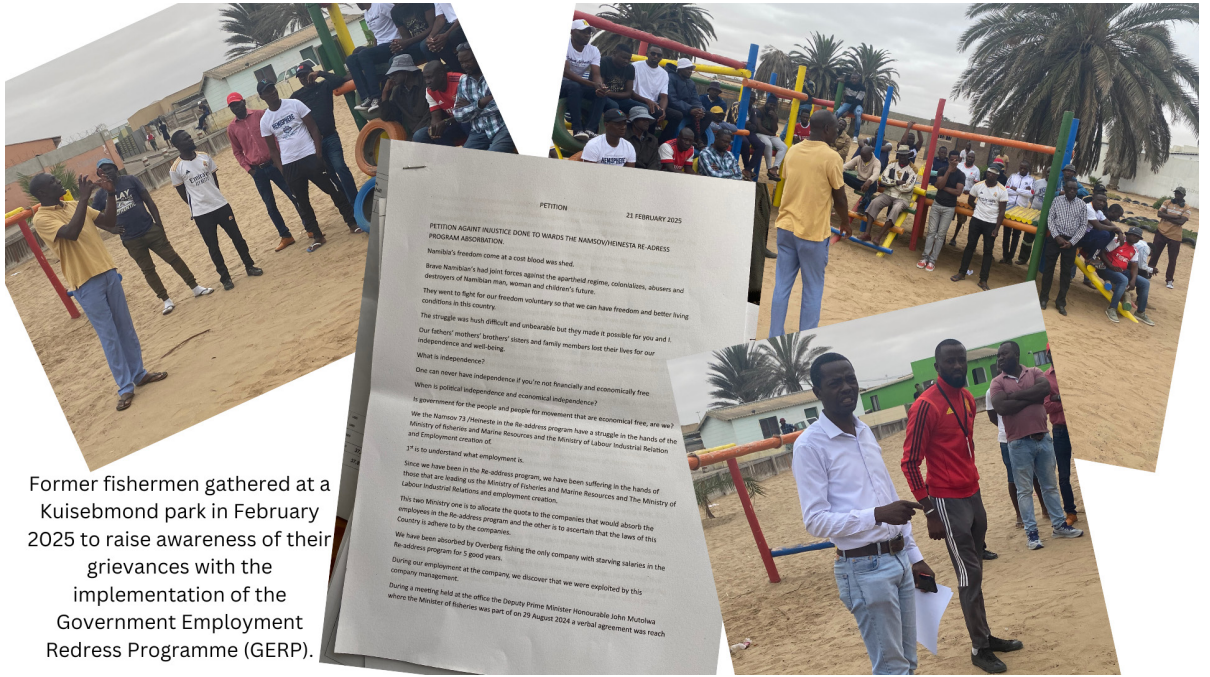 HEMISPHERE
Fly
Emirates
PETITION
21 FEBRUARY 2025
PETITION AGAINT INJUSTICE DONE TO WARDS THE NAMSOV/HEINESTA RE-ADRESS
PROGRAM ABSORBATION.
Namibia's freedom come at a cost blood was shed.
Brave Namibian's had joint forces against the apartheid regime, colonializes, abusers and
destroyers of Namibian man, woman and children's future.
They went to fight for our freedom voluntary so that we can have freedom and better living
conditions in this country.
The struggle was hush difficult and unbearable but they made it possible for you and I.
Our fathers' mothers' brothers' sisters and family members lost their lives for our
independence and well-being.
What is independence?
One can never have independence if you're not financially and economically free
When is political independence and economical independence?
Is government for the people and people for movement that are economical free, are we?
We the Namsov 73 /Heineste in the Re-address program have a struggle in the hands of the
Ministry of fisheries and Marine Resources and the Ministry of Labour Industrial Relation
and Employment creation of.
1st is to understand what employment is.
Since we have been in the Re-address program, we have been suffering in the hands of
those that are leading us the Ministry of Fisheries and Marine Resources and The Ministry of
Labour Industrial Relations and employment creation.
This two Ministry one is to allocate the quota to the companies that would absorb the
employees in the Re-address program and the other is to ascertain that the laws of this
Country is adhere to by the companies.
We have been absorbed by Overberg fishing the only company with starving salaries in the
Re-address program for 5 good years.
During our employment at the company, we discover that we were exploited by this
company management.
During a meeting held at the office the Deputy Prime Minister Honourable John Mutolwa
where the Minister of fisheries was part of on 29 August 2024 a verbal agreement was reach
Former fishermen gathered at a
Kuisebmond park in February
2025 to raise awareness of their
grievances with the
implementation of the
Government Employment
Redress Programme (GERP).